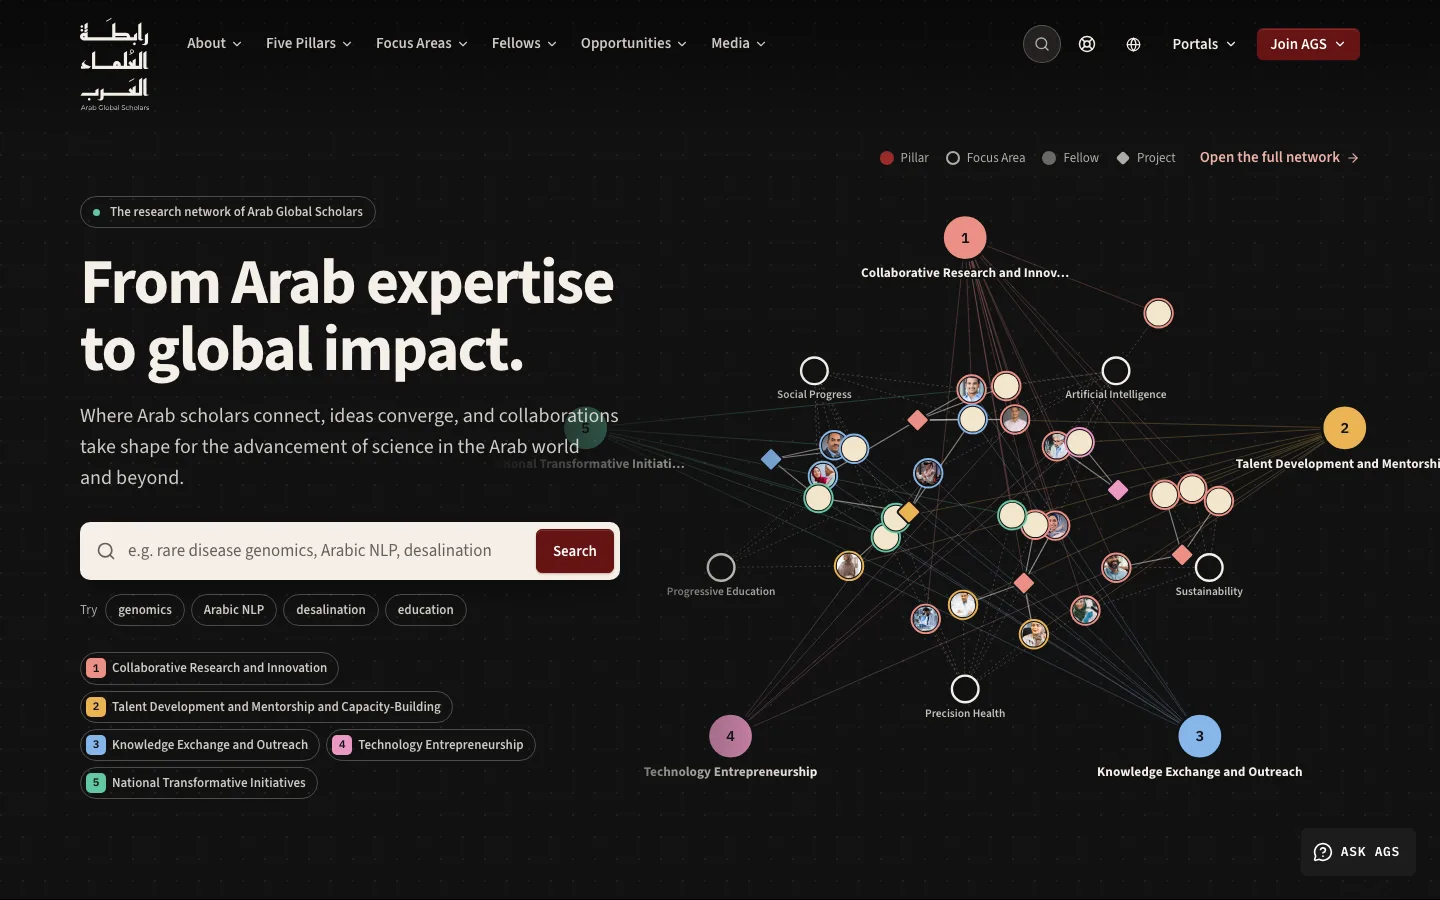 رابطة
العلماء
العرب
Arab Global Scholars
About
Five Pillars
Focus Areas
Fellows
Opportunities
Media
Portals
Join AGS
Pillar
Focus Area
Fellow
Project
Open the full network →
The research network of Arab Global Scholars
From Arab expertise
to global impact.
Where Arab scholars connect, ideas converge, and collaborations
take shape for the advancement of science in the Arab world
and beyond.
e.g. rare disease genomics, Arabic NLP, desalination
Search
Try
genomics
Arabic NLP
desalination
education
1 Collaborative Research and Innovation
2 Talent Development and Mentorship and Capacity-Building
3 Knowledge Exchange and Outreach
4 Technology Entrepreneurship
5 National Transformative Initiatives
1
Collaborative Research and Innov…
Social Progress
Artificial Intelligence
5
Transformative Initiati…
2
Talent Development and Mentorshi
Progressive Education
Sustainability
Precision Health
4
Technology Entrepreneurship
3
Knowledge Exchange and Outreach
ASK AGS